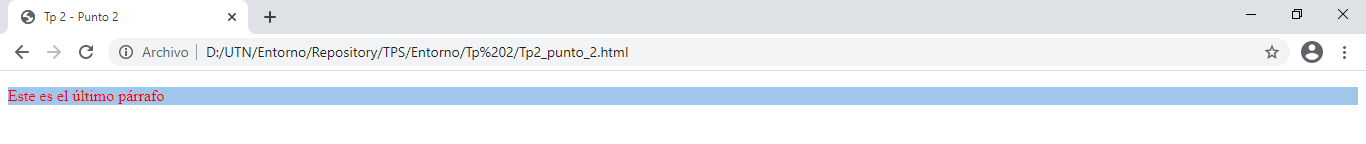 Tp 2 - Punto 2
Archivo D:/UTN/Entorno/Repository/TPS/Entorno/Tp%202/Tp2_punto_2.html
Este es el último párrafo